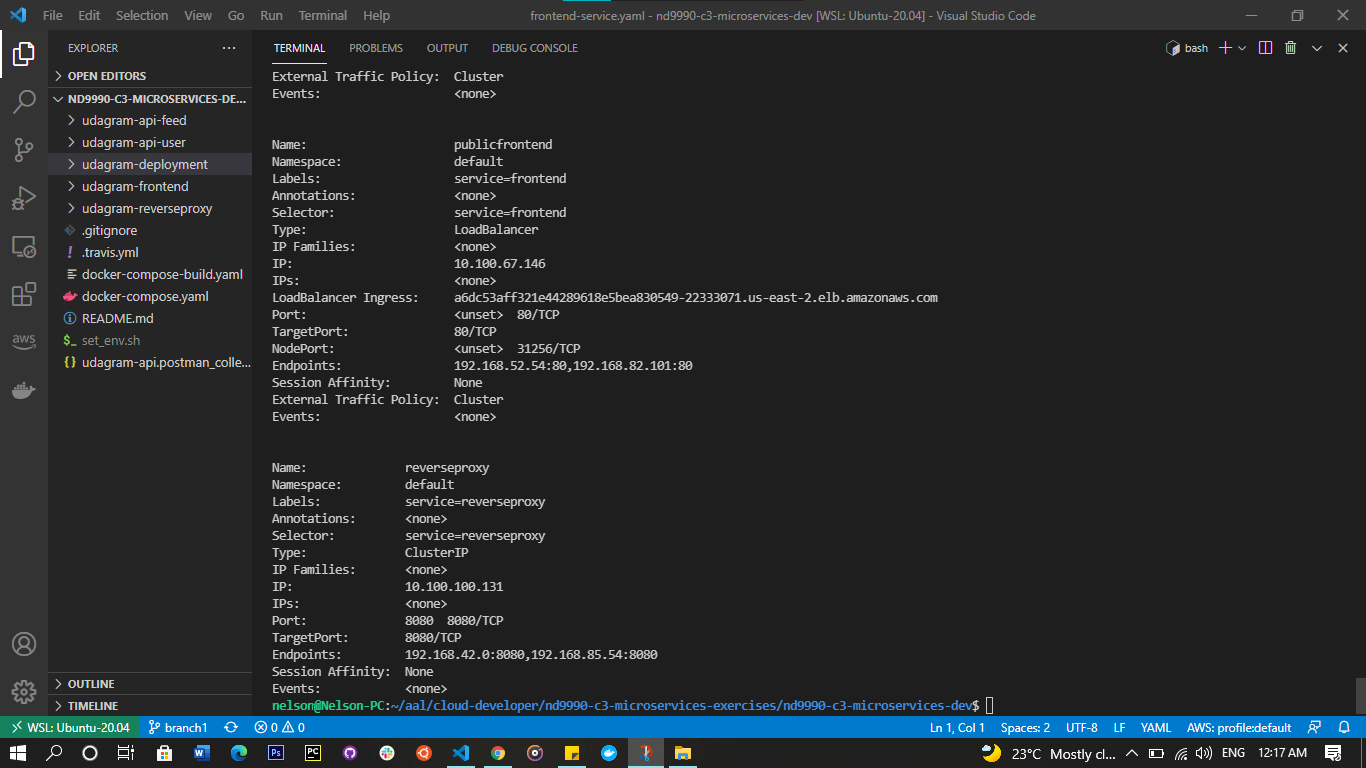 File Edit Selection View Go Run Terminal Help
frontend-service.yaml - nd9990-c3-microservices-dev [WSL: Ubuntu-20.04] - Visual Studio Code
EXPLORER
OPEN EDITORS
ND9990-C3-MICROSERVICES-DE...
udagram-api-feed
udagram-api-user
udagram-deployment
udagram-frontend
udagram-reverseproxy
.gitignore
! .travis.yml
docker-compose-build.yaml
docker-compose.yaml
README.md
$_ set_env.sh
{} udagram-api.postman_colle...
OUTLINE
TIMELINE
aws
TERMINAL PROBLEMS OUTPUT DEBUG CONSOLE
bash
External Traffic Policy: Cluster
Events: <none>
Name: publicfrontend
Namespace: default
Labels: service=frontend
Annotations: <none>
Selector: service=frontend
Type: LoadBalancer
IP Families: <none>
IP: 10.100.67.146
IPs: <none>
LoadBalancer Ingress: a6dc53aff321e44289618e5bea830549-22333071.us-east-2.elb.amazonaws.com
Port: <unset> 80/TCP
TargetPort: 80/TCP
NodePort: <unset> 31256/TCP
Endpoints: 192.168.52.54:80,192.168.82.101:80
Session Affinity: None
External Traffic Policy: Cluster
Events: <none>
Name: reverseproxy
Namespace: default
Labels: service=reverseproxy
Annotations: <none>
Selector: service=reverseproxy
Type: ClusterIP
IP Families: <none>
IP: 10.100.100.131
IPs: <none>
Port: 8080 8080/TCP
TargetPort: 8080/TCP
Endpoints: 192.168.42.0:8080,192.168.85.54:8080
Session Affinity: None
Events: <none>
nelson@Nelson-PC:~/aal/cloud-developer/nd9990-c3-microservices-exercises/nd9990-c3-microservices-dev$
WSL: Ubuntu-20.04 branch1 0 0 Ln 1, Col 1 Spaces: 2 UTF-8 LF YAML AWS: profile:default
23°C Mostly cl... ENG 12:17 AM